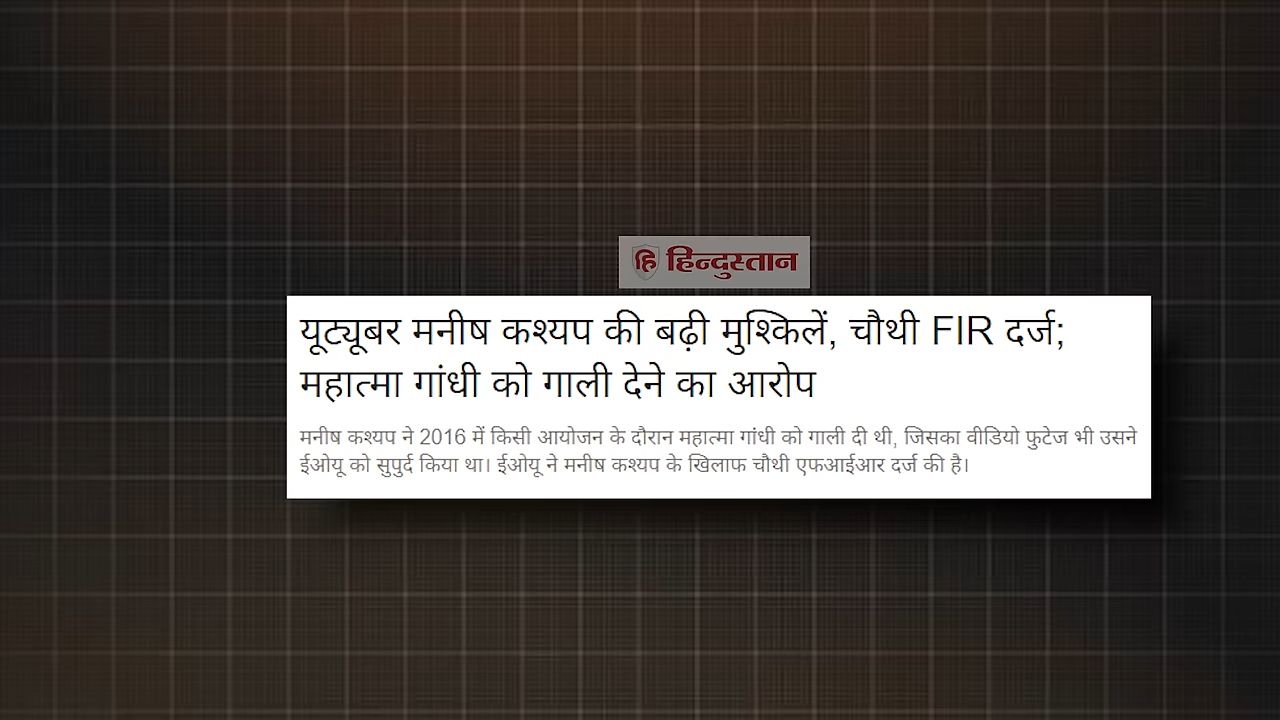 हि हिन्दुस्तान
यूट्यूबर मनीष कश्यप की बढ़ी मुश्किलें, चौथी FIR दर्ज;
महात्मा गांधी को गाली देने का आरोप
मनीष कश्यप ने 2016 में किसी आयोजन के दौरान महात्मा गांधी को गाली दी थी, जिसका वीडियो फुटेज भी उसने
ईओयू को सुपुर्द किया था। ईओयू ने मनीष कश्यप के खिलाफ चौथी एफआईआर दर्ज की है।